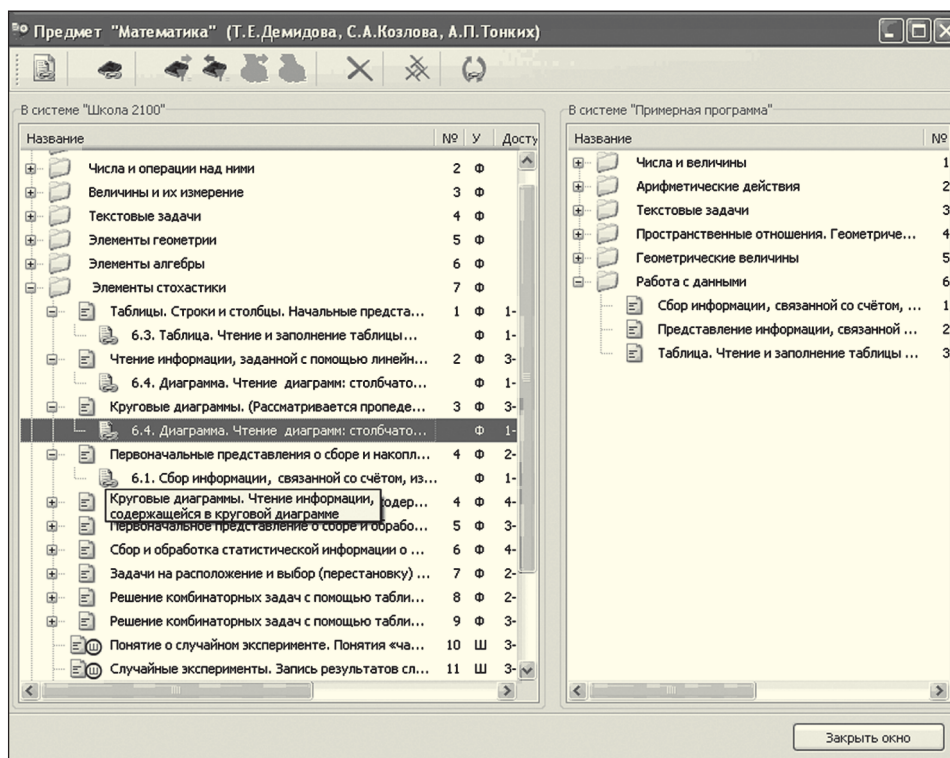 Предмет "Математика" (Т.Е.Демидова, С.А.Козлова, А.П.Тонких)
В системе "Школа 2100"
Название № У Досту
Числа и операции над ними 2 Ф
Величины и их измерение 3 Ф
Текстовые задачи 4 Ф
Элементы геометрии 5 Ф
Элементы алгебры 6 Ф
Элементы стохастики 7 Ф
Таблицы. Строки и столбцы. Начальные предста... 1 Ф 1-
6.3. Таблица. Чтение и заполнение таблицы... Ф 1-
Чтение информации, заданной с помощью линейн... 2 Ф 3-
6.4. Диаграмма. Чтение диаграмм: столбчато... Ф 1-
Круговые диаграммы. (Рассматривается пропеде... 3 Ф 3-
6.4. Диаграмма. Чтение диаграмм: столбчато... Ф 1-
Первоначальные представления о сборе и накопл... 4 Ф 2-
6.1. Сбор информации, связанной со счётом, из... Ф 1-
Круговые диаграммы. Чтение информации,
содержащейся в круговой диаграмме
одер... 4 Ф 4-
Первоначальное представление о сборе и обрабо... 5 Ф 3-
Сбор и обработка статистической информации о ... 6 Ф 4-
Задачи на расположение и выбор (перестановку) ... 7 Ф 2-
Решение комбинаторных задач с помощью табли... 8 Ф 2-
Решение комбинаторных задач с помощью табли... 9 Ф 3-
Понятие о случайном эксперименте. Понятия «ча... 10 Ш 3-
Случайные эксперименты. Запись результатов сл... 11 Ш 3-
В системе "Примерная программа"
Название №
Числа и величины 1
Арифметические действия 2
Текстовые задачи 3
Пространственные отношения. Геометриче... 4
Геометрические величины 5
Работа с данными 6
Сбор информации, связанной со счётом, ... 1
Представление информации, связанной ... 2
Таблица. Чтение и заполнение таблицы ... 3
Закрыть окно